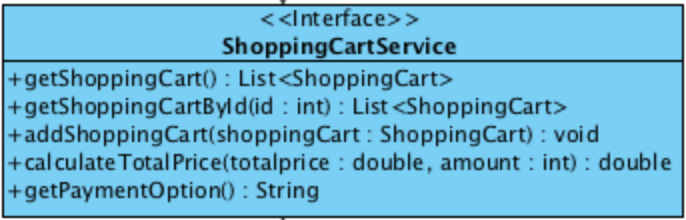 <<Interface>>
ShoppingCartService
+getShoppingCart() : List<ShoppingCart>
+getShoppingCartById(id : int) : List<ShoppingCart>
+addShoppingCart(shoppingCart : ShoppingCart) : void
+calculateTotalPrice(totalprice : double, amount : int) : double
+getPaymentOption() : String